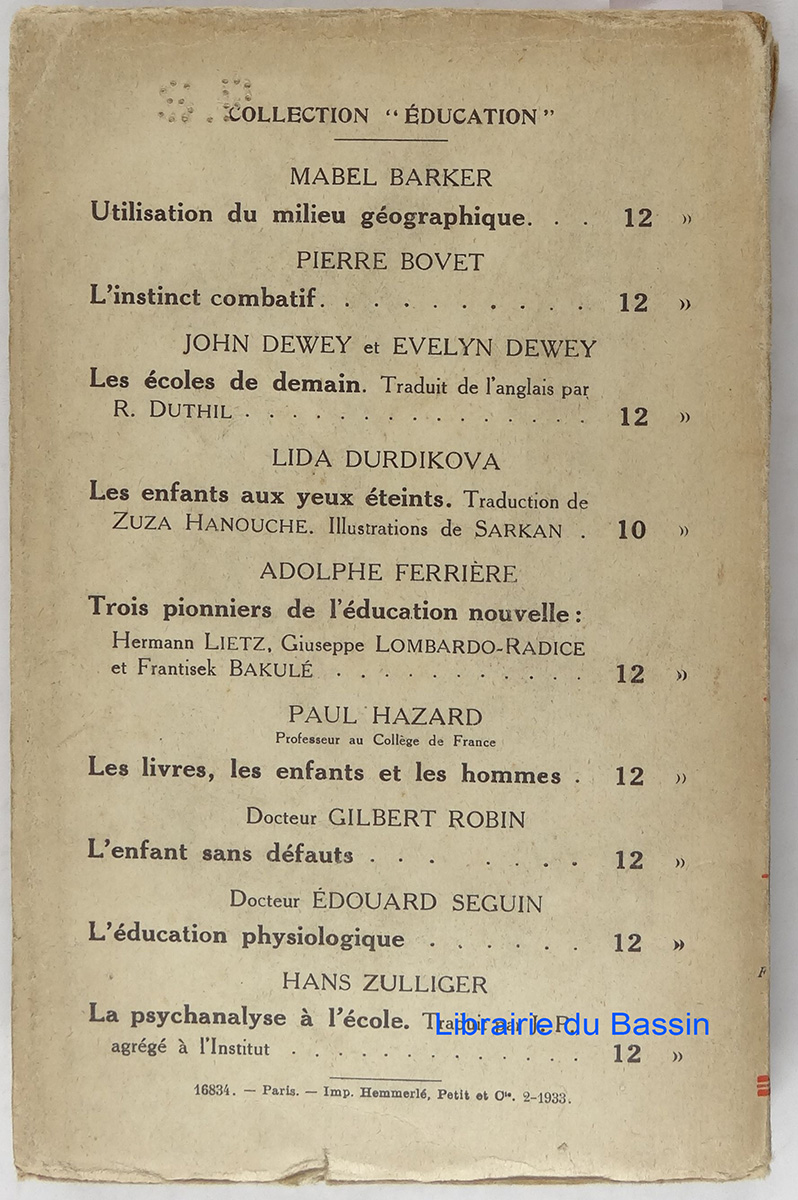 S.P.
COLLECTION “ÉDUCATION”
MABEL BARKER
Utilisation du milieu géographique. . . 12 »
PIERRE BOVET
L'instinct combatif. . . . . . . . . . 12 »
JOHN DEWEY et EVELYN DEWEY
Les écoles de demain. Traduit de l'anglais par
R. DUTHIL . . . . . . . . . . . . . . . 12 »
LIDA DURDIKOVA
Les enfants aux yeux éteints. Traduction de
ZUZA HANOUCHE. Illustrations de SARKAN . 10 »
ADOLPHE FERRIÈRE
Trois pionniers de l'éducation nouvelle :
Hermann LIETZ, Giuseppe LOMBARDO-RADICE
et Frantisek BAKULÉ . . . . . . . . . . . 12 »
PAUL HAZARD
Professeur au Collège de France
Les livres, les enfants et les hommes . 12 »
Docteur GILBERT ROBIN
L'enfant sans défauts . . . . . . . 12 »
Docteur ÉDOUARD SEGUIN
L'éducation physiologique . . . . . . 12 »
HANS ZULLIGER
La psychanalyse à l'école. Traduit par J. P.
Librairie du Bassin
agrégé à l'Institut . . . . . . . . . . . . . 12 »
16834. — Paris. — Imp. Hemmerlé, Petit et Cie. 2-1933.